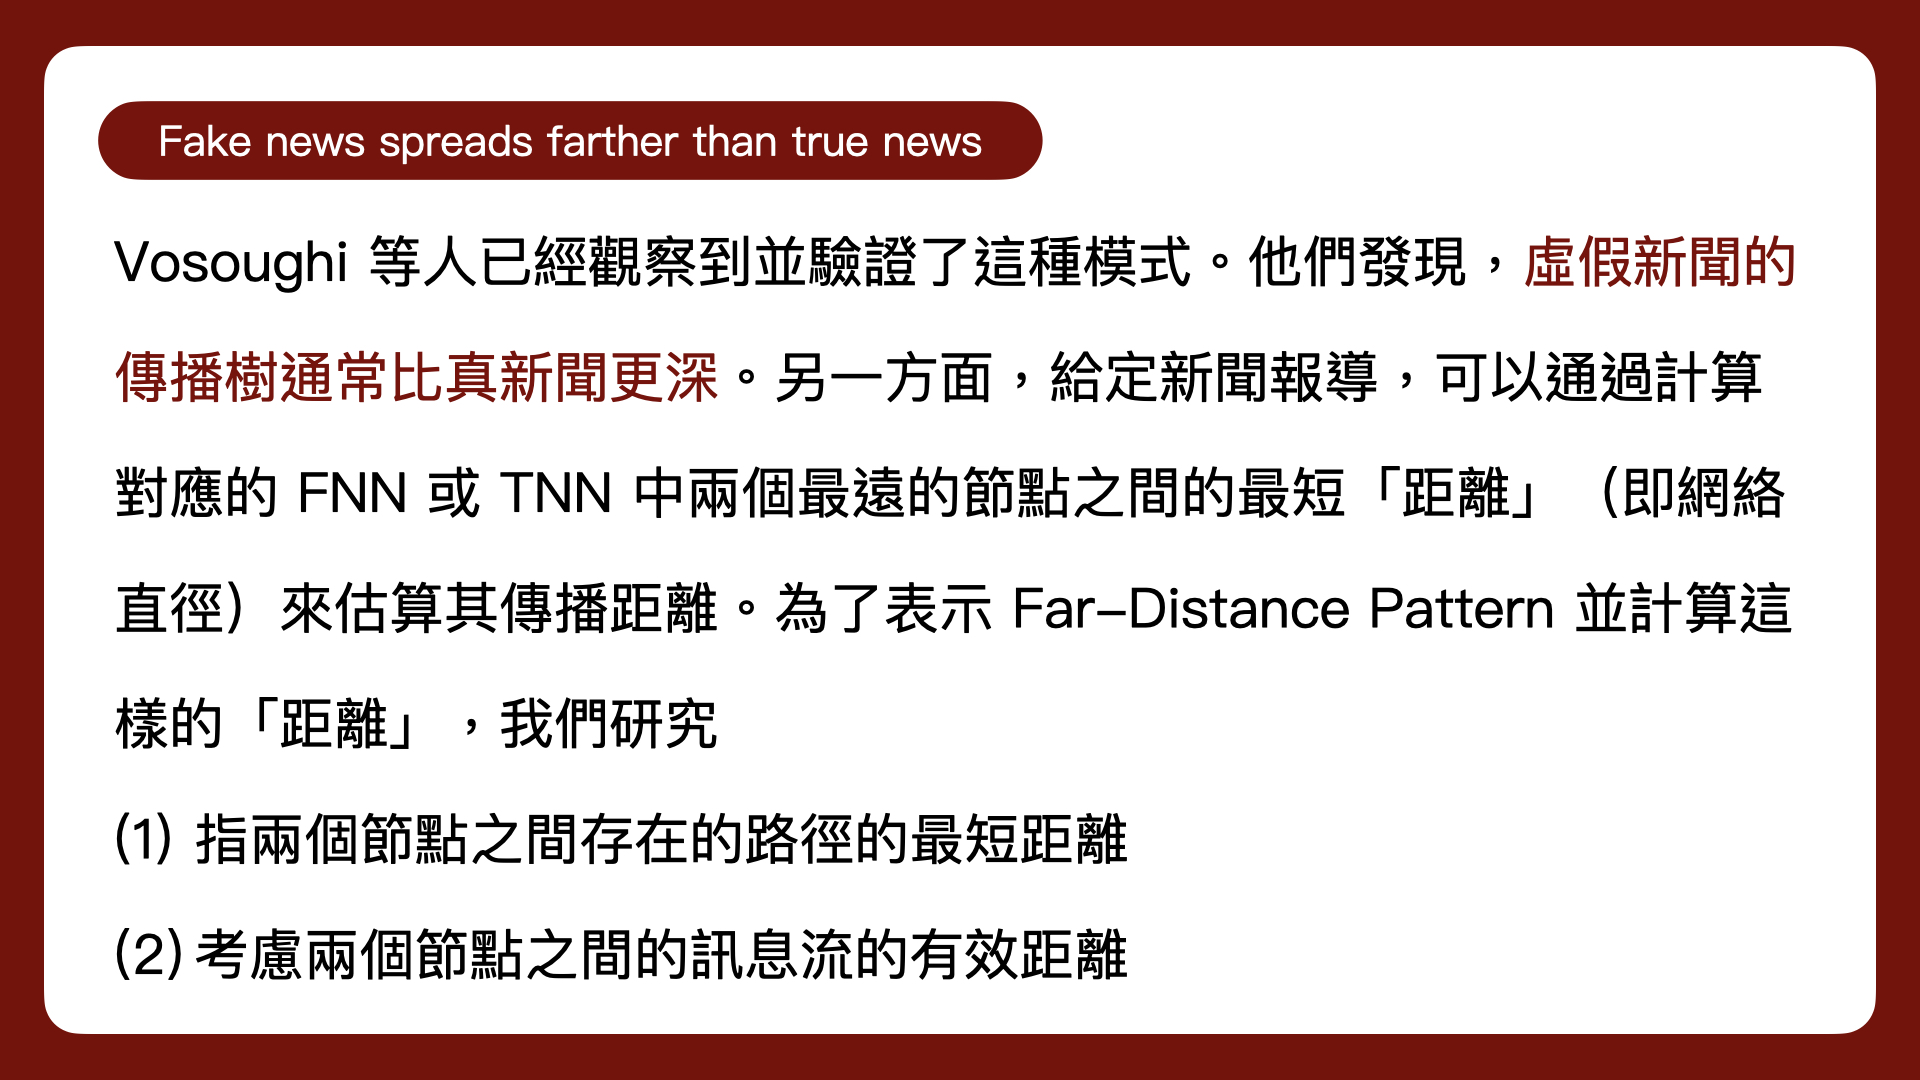 Fake news spreads farther than true news
Vosoughi 等人已經觀察到並驗證了這種模式。他們發現，虛假新聞的
傳播樹通常比真新聞更深。另一方面，給定新聞報導，可以通過計算
對應的 FNN 或 TNN 中兩個最遠的節點之間的最短「距離」（即網絡
直徑）來估算其傳播距離。為了表示 Far-Distance Pattern 並計算這
樣的「距離」，我們研究
(1) 指兩個節點之間存在的路徑的最短距離
(2) 考慮兩個節點之間的訊息流的有效距離